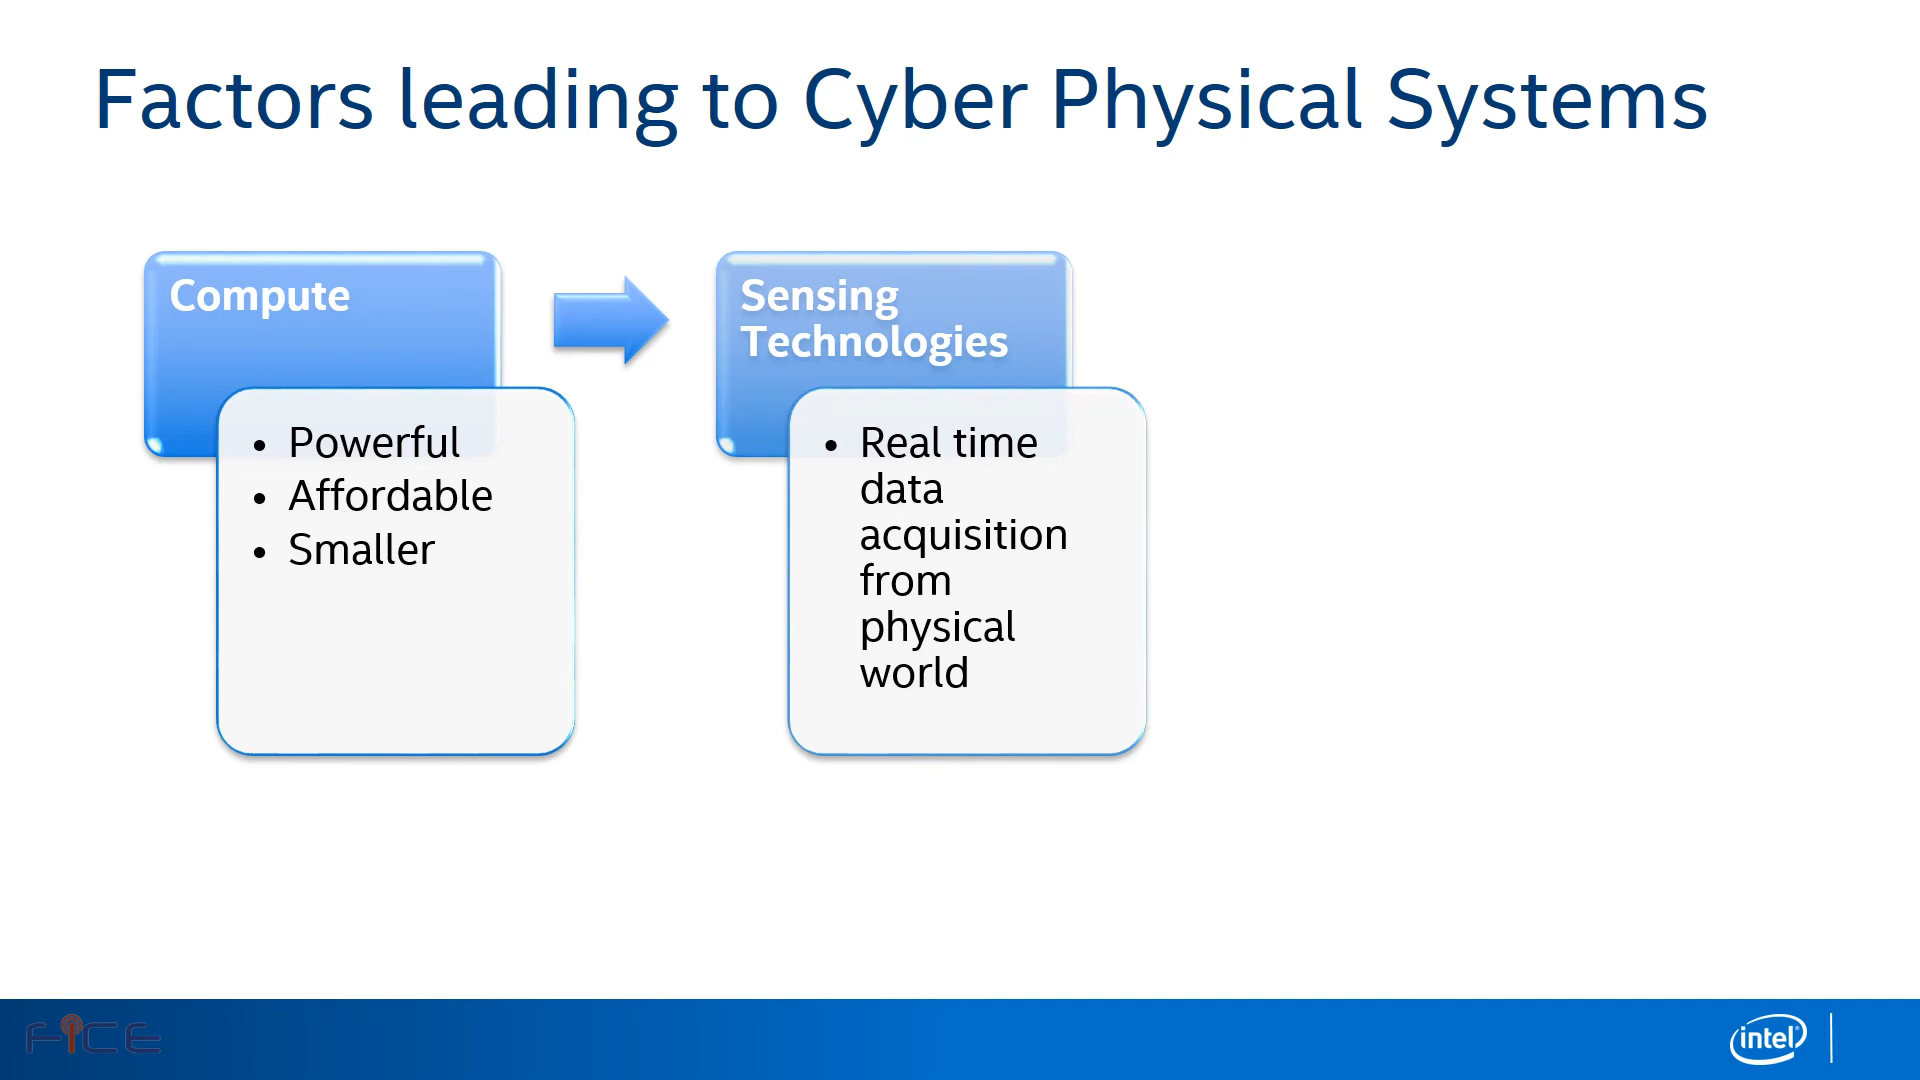 Factors leading to Cyber Physical Systems
Compute
• Powerful
• Affordable
• Smaller
Sensing
Technologies
• Real time
data
acquisition
from
physical
world
FICE
intel